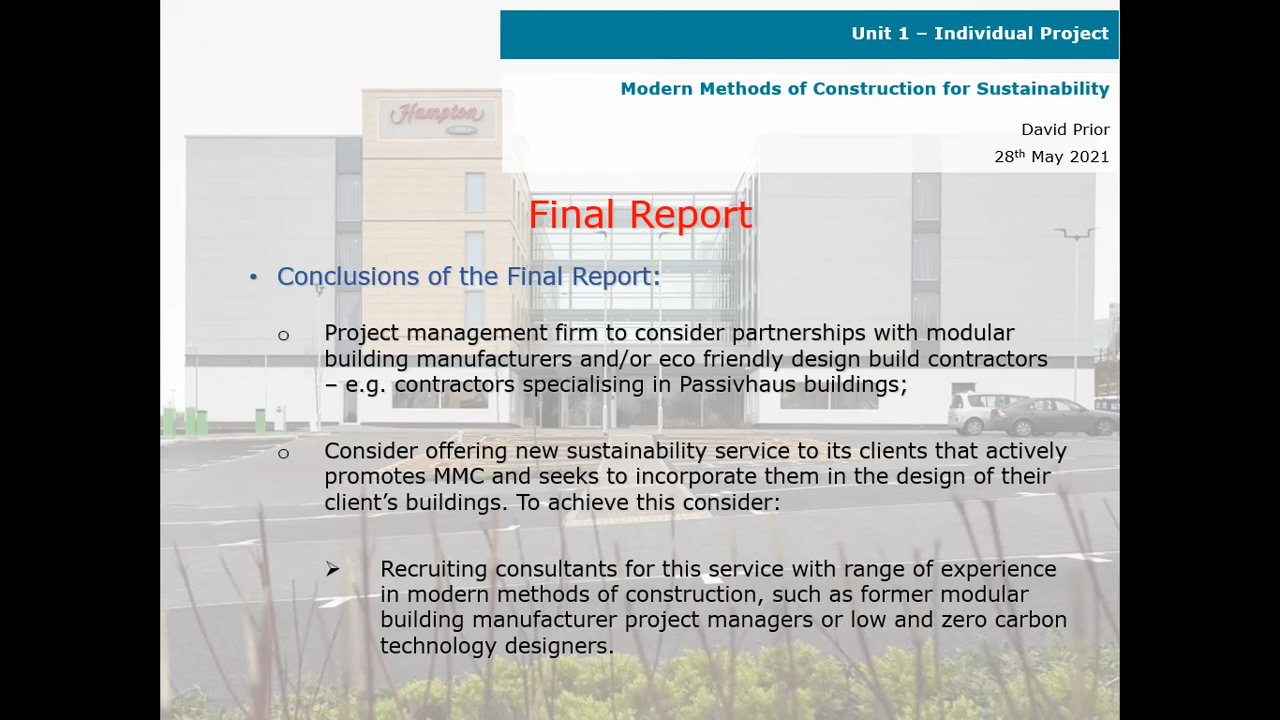 Unit 1 – Individual Project
Modern Methods of Construction for Sustainability
David Prior
28th May 2021
Hampton
Final Report
• Conclusions of the Final Report:
o Project management firm to consider partnerships with modular
building manufacturers and/or eco friendly design build contractors
– e.g. contractors specialising in Passivhaus buildings;
o Consider offering new sustainability service to its clients that actively
promotes MMC and seeks to incorporate them in the design of their
client’s buildings. To achieve this consider:
➢ Recruiting consultants for this service with range of experience
in modern methods of construction, such as former modular
building manufacturer project managers or low and zero carbon
technology designers.